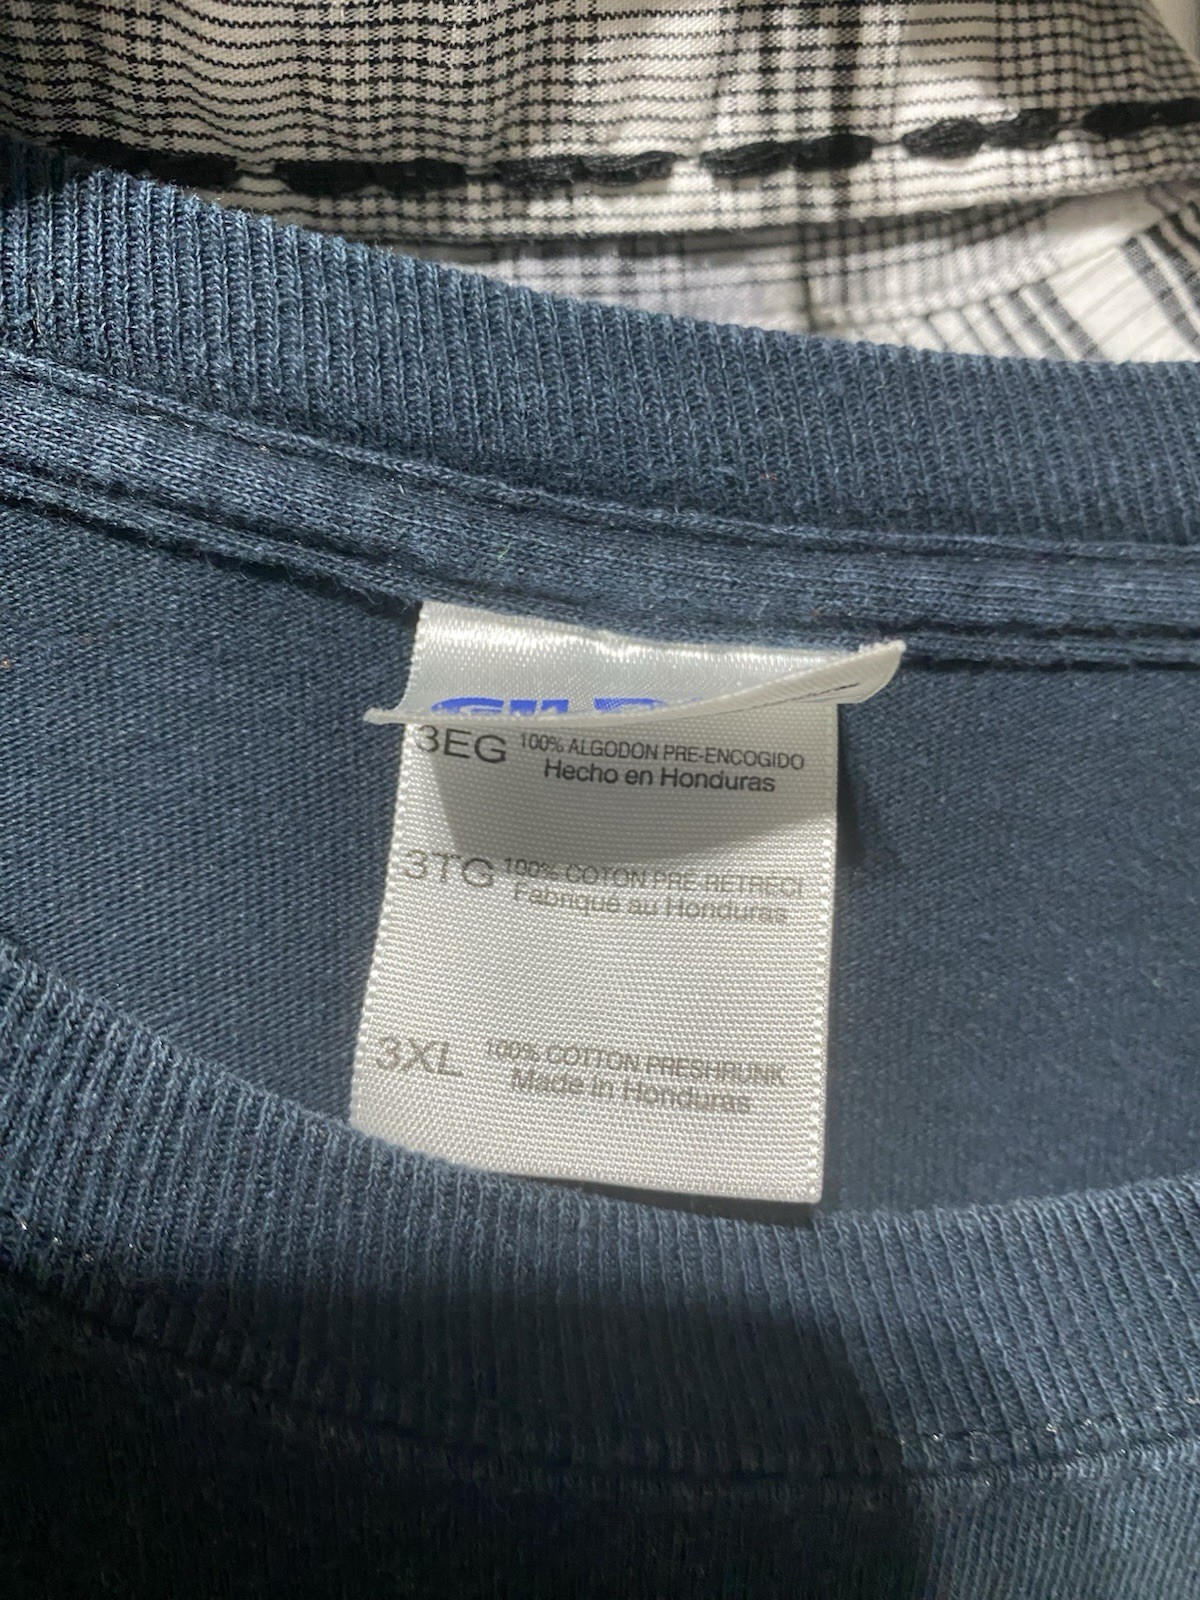 3EG 100% ALGODON PRE-ENCOGIDO
Hecho en Honduras
3TG 100% COTON PRE-RETRECI
Fabrique au Honduras
3XL 100% COTTON PRESHRUNK
Made in Honduras